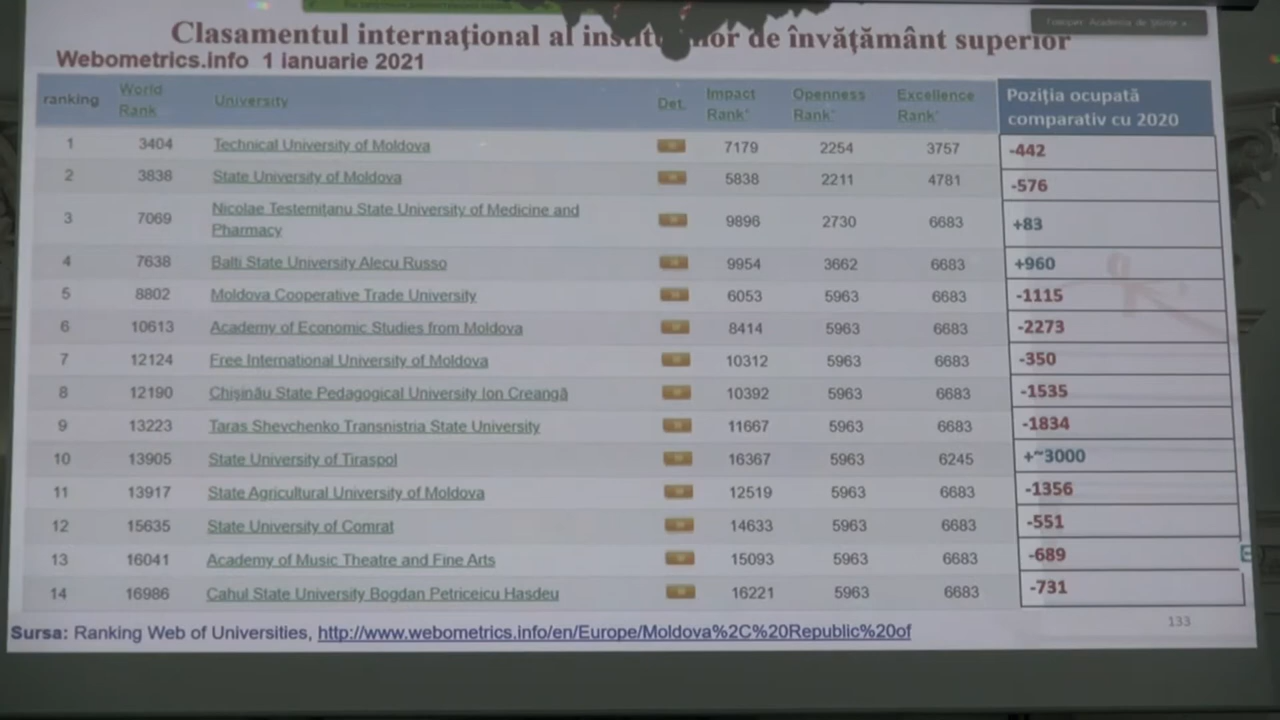 Clasamentul internațional al instit nor de învățământ superior
Webometrics.info 1 ianuarie 2021
ranking World Rank University Det. Impact Rank* Openness Rank* Excellence Rank* Poziția ocupată comparativ cu 2020
1 3404 Technical University of Moldova 7179 2254 3757 -442
2 3838 State University of Moldova 5838 2211 4781 -576
3 7069 Nicolae Testemițanu State University of Medicine and Pharmacy 9896 2730 6683 +83
4 7638 Balti State University Alecu Russo 9954 3662 6683 +960
5 8802 Moldova Cooperative Trade University 6053 5963 6683 -1115
6 10613 Academy of Economic Studies from Moldova 8414 5963 6683 -2273
7 12124 Free International University of Moldova 10312 5963 6683 -350
8 12190 Chișinău State Pedagogical University Ion Creangă 10392 5963 6683 -1535
9 13223 Taras Shevchenko Transnistria State University 11667 5963 6683 -1834
10 13905 State University of Tiraspol 16367 5963 6245 +~3000
11 13917 State Agricultural University of Moldova 12519 5963 6683 -1356
12 15635 State University of Comrat 14633 5963 6683 -551
13 16041 Academy of Music Theatre and Fine Arts 15093 5963 6683 -689
14 16986 Cahul State University Bogdan Petriceicu Hasdeu 16221 5963 6683 -731
Sursa: Ranking Web of Universities, http://www.webometrics.info/en/Europe/Moldova%2C%20Republic%20of
133